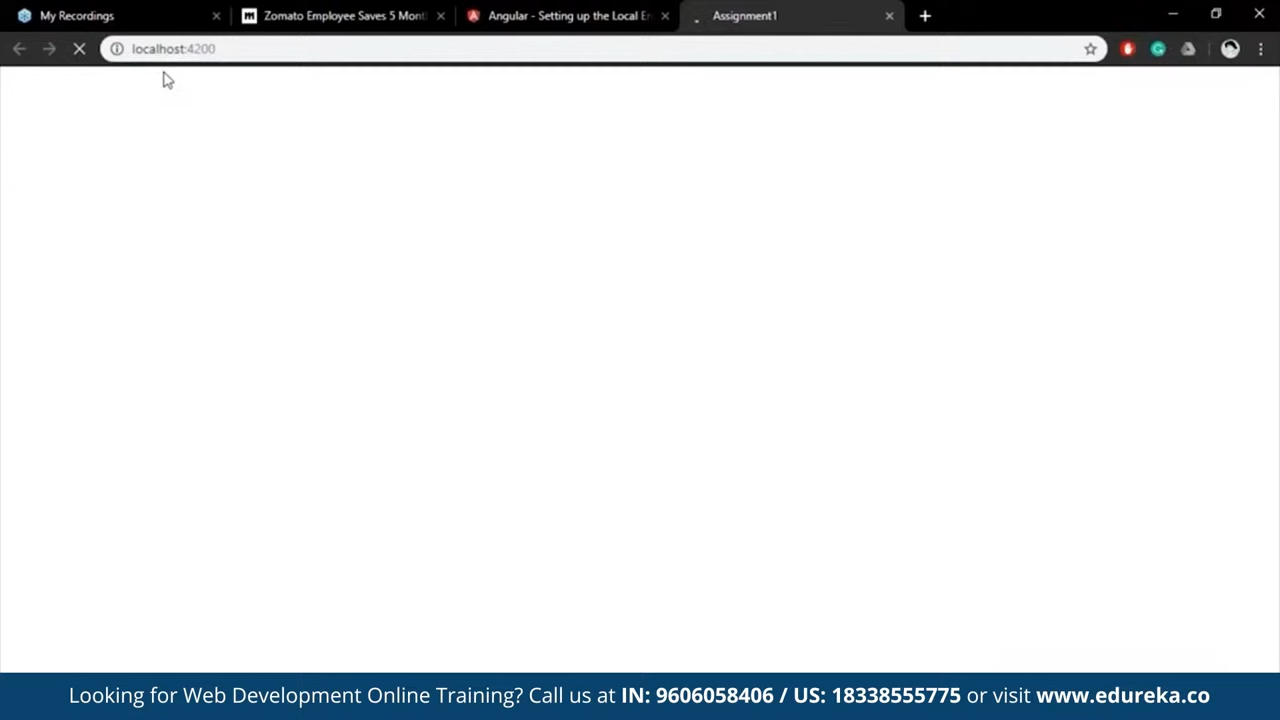 My Recordings
Zomato Employee Saves 5 Mont
Angular - Setting up the Local En
Assignment1
localhost:4200
Looking for Web Development Online Training? Call us at IN: 9606058406 / US: 18338555775 or visit www.edureka.co